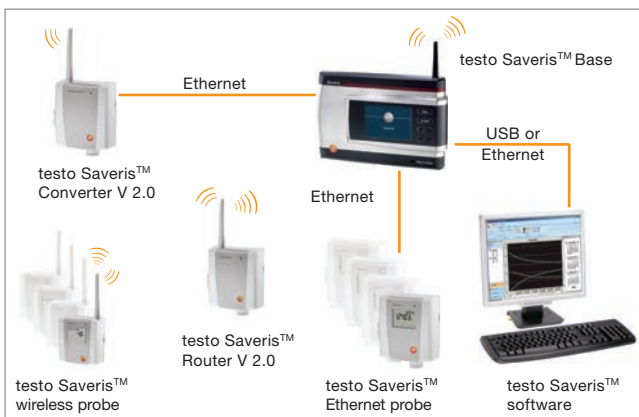 testo Saveris™ Base
Ethernet
USB or
Ethernet
testo Saveris™
Converter V 2.0
Ethernet
testo Saveris™
Router V 2.0
testo Saveris™
wireless probe
testo Saveris™
Ethernet probe
testo Saveris™
software